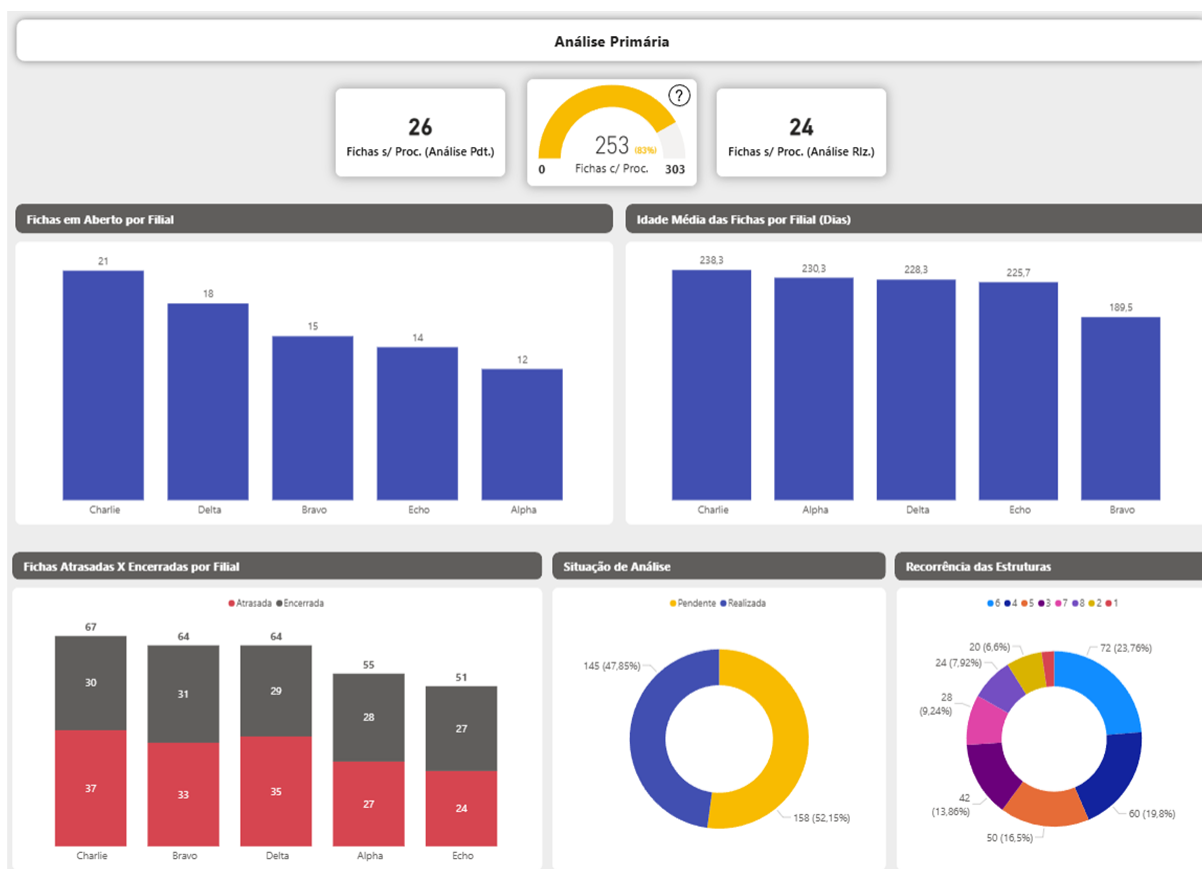 Análise Primária
26
Fichas s/ Proc. (Análise Pdt.)
?
253 (83%)
Fichas c/ Proc.
0
303
24
Fichas s/ Proc. (Análise Rlz.)
Fichas em Aberto por Filial
21
18
15
14
12
Charlie
Delta
Bravo
Echo
Alpha
Idade Média das Fichas por Filial (Dias)
238,3
230,3
228,3
225,7
189,5
Charlie
Alpha
Delta
Echo
Bravo
Fichas Atrasadas X Encerradas por Filial
Atrasada Encerrada
67
64
64
55
51
30
31
29
28
27
37
33
35
27
24
Charlie
Bravo
Delta
Alpha
Echo
Situação de Análise
Pendente Realizada
145 (47,85%)
158 (52,15%)
Recorrência das Estruturas
6 4 5 3 7 8 2 1
20 (6,6%)
72 (23,76%)
24 (7,92%)
28
(9,24%)
42
(13,86%)
60 (19,8%)
50 (16,5%)